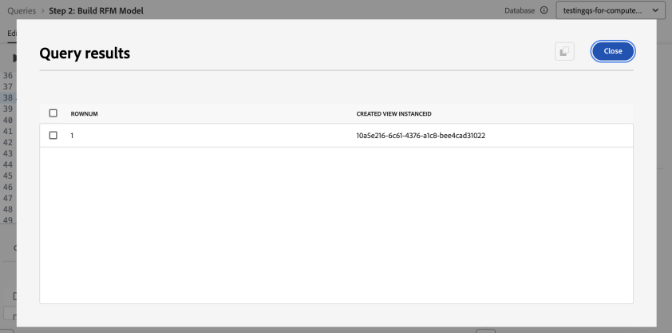 Queries > Step 2: Build RFM Model
Database
testingqs-for-compute...
Query results
Close
ROWNUM
CREATED VIEW INSTANCEID
1
10a5e216-6c61-4376-a1c8-bee4cad31022
36
37
38
39
40
41
42
43
44
45
46
47
48
49